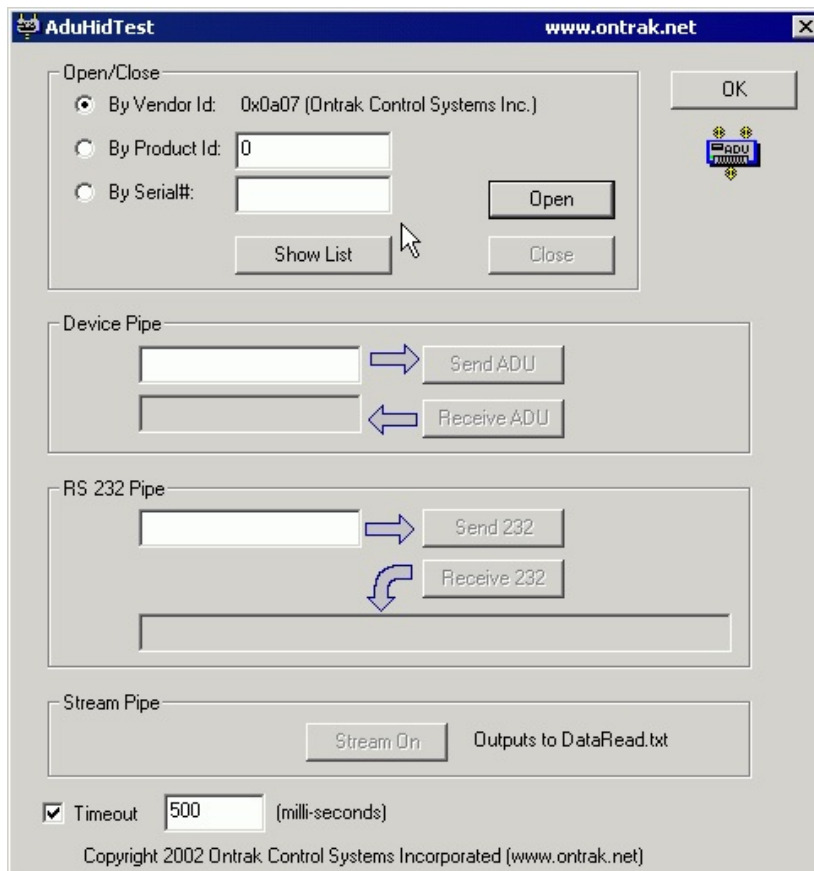 AduHidTest www.ontrak.net
Open/Close
By Vendor Id: 0x0a07 (Ontrak Control Systems Inc.)
OK
By Product Id: 0
ADU
By Serial#:
Open
Show List
Close
Device Pipe
Send ADU
Receive ADU
RS 232 Pipe
Send 232
Receive 232
Stream Pipe
Stream On Outputs to DataRead.txt
Timeout 500 (milli-seconds)
Copyright 2002 Ontrak Control Systems Incorporated (www.ontrak.net)